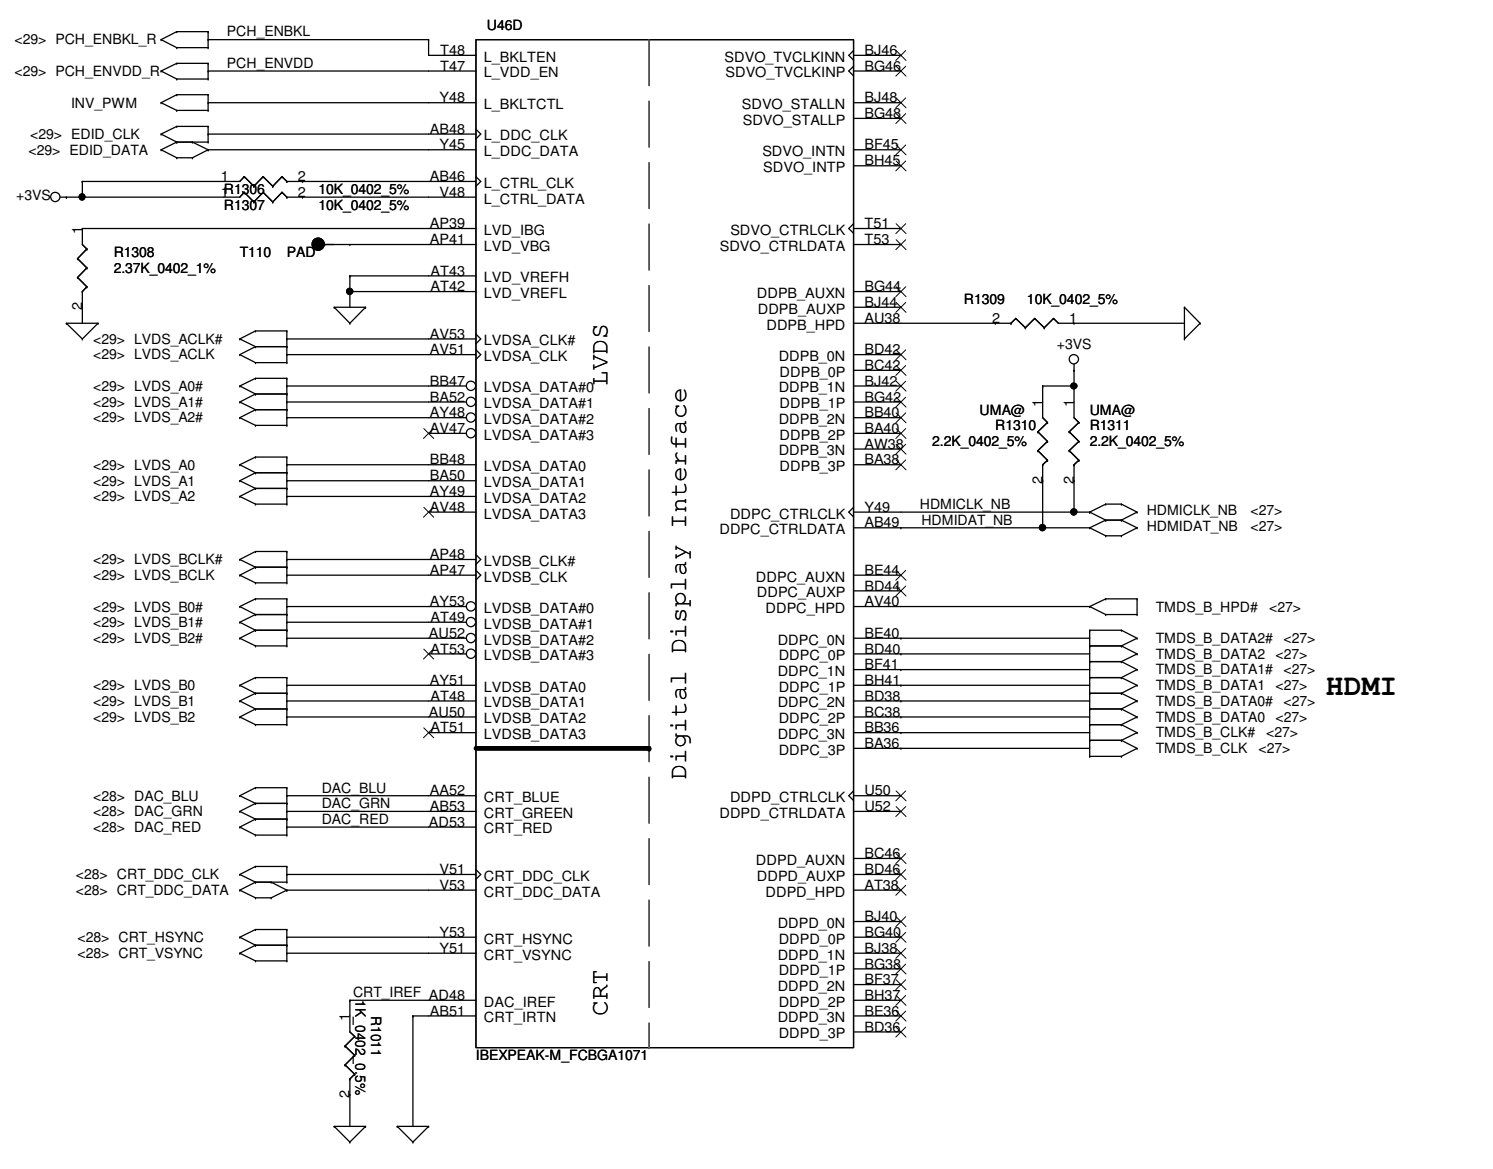 U46D
<29> PCH_ENBKL_R PCH_ENBKL T48 L_BKLTEN
<29> PCH_ENVDD_R PCH_ENVDD T47 L_VDD_EN
INV_PWM Y48 L_BKLTCTL
<29> EDID_CLK AB48 L_DDC_CLK
<29> EDID_DATA Y45 L_DDC_DATA
1 2 AB46 L_CTRL_CLK
R1306 10K_0402_5%
+3VS 2 V48 L_CTRL_DATA
R1307 10K_0402_5%
1 AP39 LVD_IBG
R1308 T110 PAD AP41 LVD_VBG
2.37K_0402_1%
2
AT43 LVD_VREFH
AT42 LVD_VREFL
LVDS
<29> LVDS_ACLK# AV53 LVDSA_CLK#
<29> LVDS_ACLK AV51 LVDSA_CLK
<29> LVDS_A0# BB47 LVDSA_DATA#0
<29> LVDS_A1# BA52 LVDSA_DATA#1
<29> LVDS_A2# AY48 LVDSA_DATA#2
AV47 LVDSA_DATA#3
<29> LVDS_A0 BB48 LVDSA_DATA0
<29> LVDS_A1 BA50 LVDSA_DATA1
<29> LVDS_A2 AY49 LVDSA_DATA2
AV48 LVDSA_DATA3
<29> LVDS_BCLK# AP48 LVDSB_CLK#
<29> LVDS_BCLK AP47 LVDSB_CLK
<29> LVDS_B0# AY53 LVDSB_DATA#0
<29> LVDS_B1# AT49 LVDSB_DATA#1
<29> LVDS_B2# AU52 LVDSB_DATA#2
AT53 LVDSB_DATA#3
<29> LVDS_B0 AY51 LVDSB_DATA0
<29> LVDS_B1 AT48 LVDSB_DATA1
<29> LVDS_B2 AU50 LVDSB_DATA2
AT51 LVDSB_DATA3
<28> DAC_BLU DAC_BLU AA52 CRT_BLUE
<28> DAC_GRN DAC_GRN AB53 CRT_GREEN
<28> DAC_RED DAC_RED AD53 CRT_RED
<28> CRT_DDC_CLK V51 CRT_DDC_CLK
<28> CRT_DDC_DATA V53 CRT_DDC_DATA
<28> CRT_HSYNC Y53 CRT_HSYNC
<28> CRT_VSYNC Y51 CRT_VSYNC
CRT
CRT_IREF AD48 DAC_IREF
AB51 CRT_IRTN
1
R1011
1K_0402_0.5%
2
IBEXPEAK-M_FCBGA1071
Digital Display Interface
SDVO_TVCLKINN BJ46
SDVO_TVCLKINP BG46
SDVO_STALLN BJ48
SDVO_STALLP BG48
SDVO_INTN BF45
SDVO_INTP BH45
SDVO_CTRLCLK T51
SDVO_CTRLDATA T53
DDPB_AUXN BG44
DDPB_AUXP BJ44
R1309 10K_0402_5%
DDPB_HPD AU38 2 1
+3VS
DDPB_0N BD42
DDPB_0P BC42
DDPB_1N BJ42
DDPB_1P BG42
DDPB_2N BB40
DDPB_2P BA40
DDPB_3N AW38
DDPB_3P BA38
1 1
UMA@ UMA@
R1310 R1311
2.2K_0402_5% 2.2K_0402_5%
2 2
DDPC_CTRLCLK Y49 HDMICLK_NB HDMICLK_NB <27>
DDPC_CTRLDATA AB49 HDMIDAT_NB HDMIDAT_NB <27>
DDPC_AUXN BE44
DDPC_AUXP BD44
DDPC_HPD AV40 TMDS_B_HPD# <27>
DDPC_0N BE40 TMDS_B_DATA2# <27>
DDPC_0P BD40 TMDS_B_DATA2 <27>
DDPC_1N BF41 TMDS_B_DATA1# <27>
DDPC_1P BH41 TMDS_B_DATA1 <27>
HDMI
DDPC_2N BD38 TMDS_B_DATA0# <27>
DDPC_2P BC38 TMDS_B_DATA0 <27>
DDPC_3N BB36 TMDS_B_CLK# <27>
DDPC_3P BA36 TMDS_B_CLK <27>
DDPD_CTRLCLK U50
DDPD_CTRLDATA U52
DDPD_AUXN BC46
DDPD_AUXP BD46
DDPD_HPD AT38
DDPD_0N BJ40
DDPD_0P BG40
DDPD_1N BJ38
DDPD_1P BG38
DDPD_2N BF37
DDPD_2P BH37
DDPD_3N BE36
DDPD_3P BD36